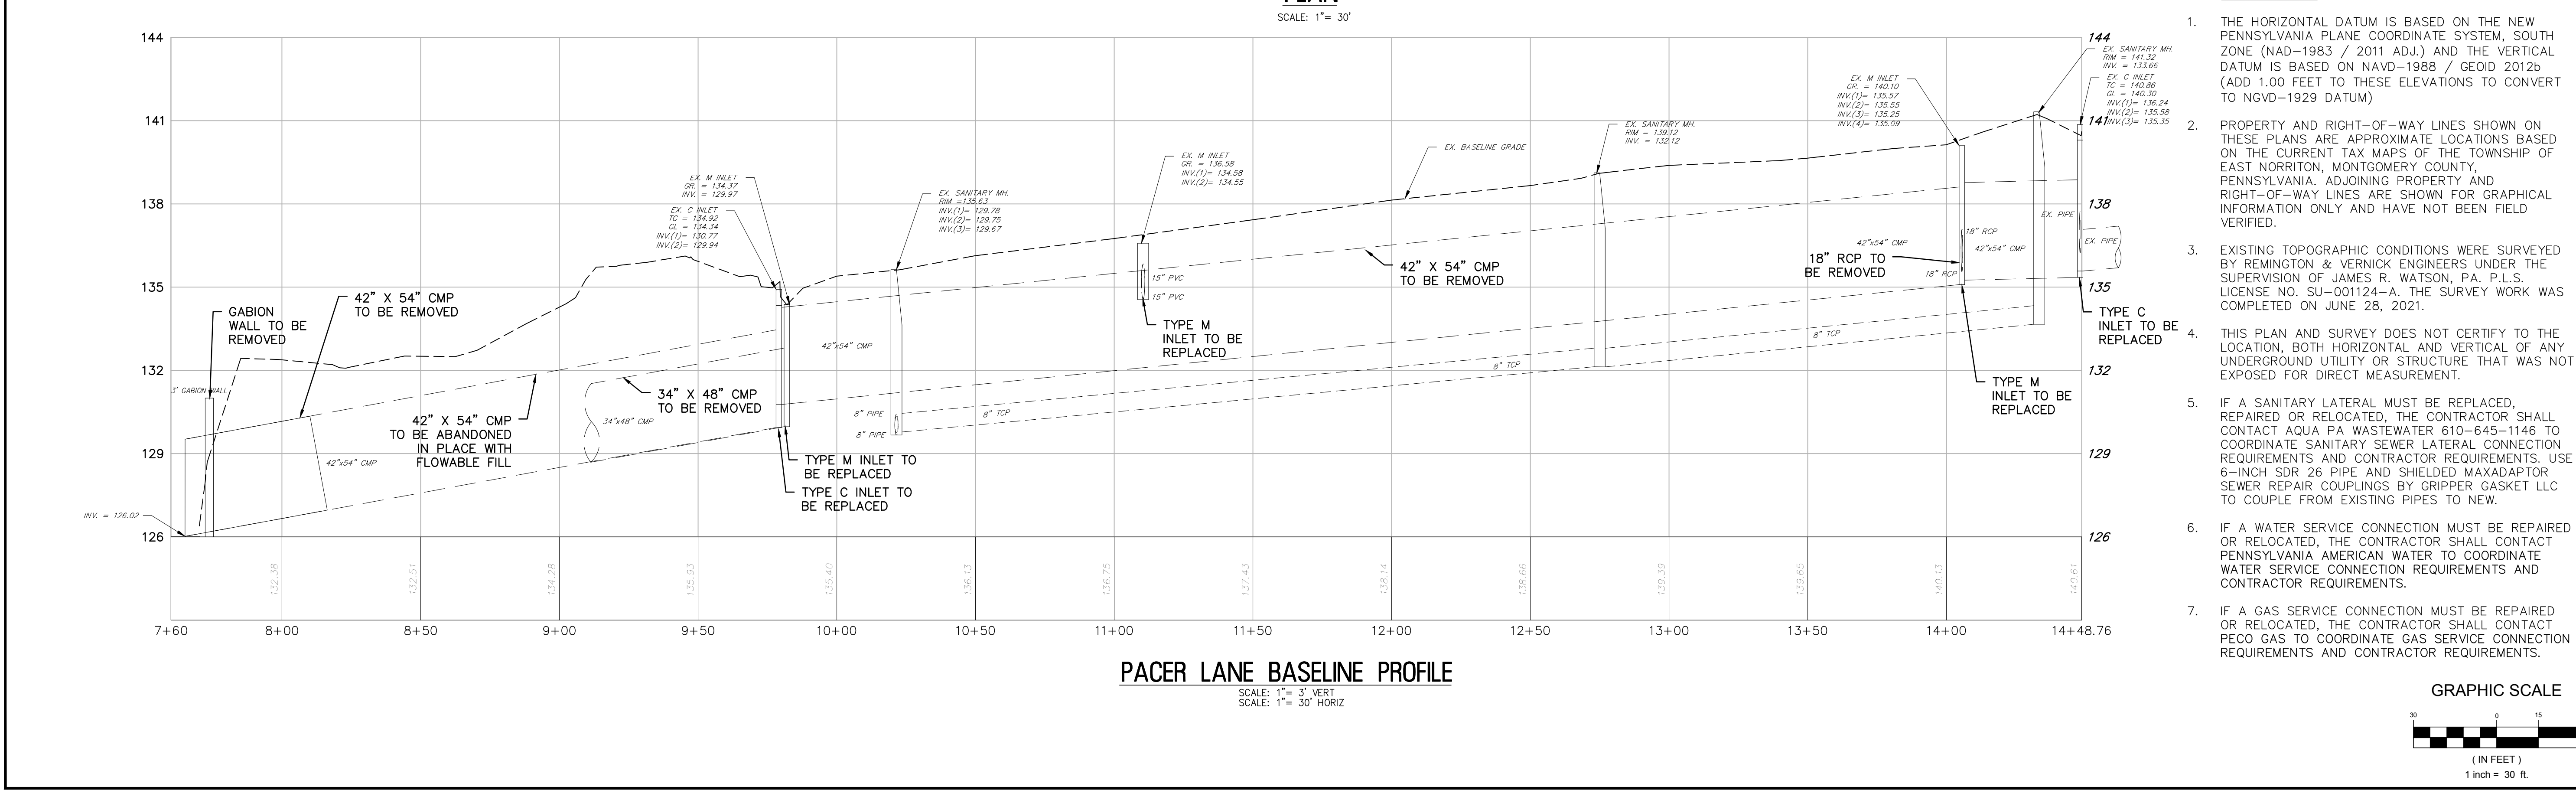 PLAN
SCALE: 1"= 30'
144
141
138
135
132
129
126
144
141
138
135
132
129
126
EX. SANITARY MH.
RIM = 141.32
INV. = 133.66
EX. C INLET
TC = 140.86
GL = 140.30
INV.(1)= 136.24
INV.(2)= 135.58
INV.(3)= 135.35
EX. M INLET
GR. = 140.10
INV.(1)= 135.57
INV.(2)= 135.55
INV.(3)= 135.25
INV.(4)= 135.09
EX. SANITARY MH.
RIM = 139.12
INV. = 132.12
EX. BASELINE GRADE
EX. M INLET
GR. = 136.58
INV.(1)= 134.58
INV.(2)= 134.55
EX. M INLET
GR. = 134.37
INV. = 129.97
EX. C INLET
TC = 134.92
GL = 134.34
INV.(1)= 130.77
INV.(2)= 129.94
EX. SANITARY MH.
RIM =135.63
INV.(1)= 129.78
INV.(2)= 129.75
INV.(3)= 129.67
EX. PIPE
EX. PIPE
18" RCP
42"x54" CMP
42"x54" CMP
18" RCP
18" RCP TO
BE REMOVED
42" X 54" CMP
TO BE REMOVED
15" PVC
15" PVC
TYPE M
INLET TO BE
REPLACED
GABION
WALL TO BE
REMOVED
42" X 54" CMP
TO BE REMOVED
3' GABION WALL
42" X 54" CMP
TO BE ABANDONED
IN PLACE WITH
FLOWABLE FILL
34" X 48" CMP
TO BE REMOVED
34"x48" CMP
42"x54" CMP
42"x54" CMP
8" PIPE
8" PIPE
8" TCP
8" TCP
8" TCP
TYPE M INLET TO
BE REPLACED
TYPE C INLET TO
BE REPLACED
TYPE M
INLET TO BE
REPLACED
TYPE C
INLET TO BE
REPLACED
INV. = 126.02
132.38
132.51
134.28
135.93
135.40
136.13
136.75
137.43
138.14
138.66
139.39
139.65
140.13
140.61
7+60
8+00
8+50
9+00
9+50
10+00
10+50
11+00
11+50
12+00
12+50
13+00
13+50
14+00
14+48.76
PACER LANE BASELINE PROFILE
SCALE: 1"= 3' VERT
SCALE: 1"= 30' HORIZ
1. THE HORIZONTAL DATUM IS BASED ON THE NEW
PENNSYLVANIA PLANE COORDINATE SYSTEM, SOUTH
ZONE (NAD-1983 / 2011 ADJ.) AND THE VERTICAL
DATUM IS BASED ON NAVD-1988 / GEOID 2012b
(ADD 1.00 FEET TO THESE ELEVATIONS TO CONVERT
TO NGVD-1929 DATUM)
2. PROPERTY AND RIGHT-OF-WAY LINES SHOWN ON
THESE PLANS ARE APPROXIMATE LOCATIONS BASED
ON THE CURRENT TAX MAPS OF THE TOWNSHIP OF
EAST NORRITON, MONTGOMERY COUNTY,
PENNSYLVANIA. ADJOINING PROPERTY AND
RIGHT-OF-WAY LINES ARE SHOWN FOR GRAPHICAL
INFORMATION ONLY AND HAVE NOT BEEN FIELD
VERIFIED.
3. EXISTING TOPOGRAPHIC CONDITIONS WERE SURVEYED
BY REMINGTON & VERNICK ENGINEERS UNDER THE
SUPERVISION OF JAMES R. WATSON, PA. P.L.S.
LICENSE NO. SU-001124-A. THE SURVEY WORK WAS
COMPLETED ON JUNE 28, 2021.
4. THIS PLAN AND SURVEY DOES NOT CERTIFY TO THE
LOCATION, BOTH HORIZONTAL AND VERTICAL OF ANY
UNDERGROUND UTILITY OR STRUCTURE THAT WAS NOT
EXPOSED FOR DIRECT MEASUREMENT.
5. IF A SANITARY LATERAL MUST BE REPLACED,
REPAIRED OR RELOCATED, THE CONTRACTOR SHALL
CONTACT AQUA PA WASTEWATER 610-645-1146 TO
COORDINATE SANITARY SEWER LATERAL CONNECTION
REQUIREMENTS AND CONTRACTOR REQUIREMENTS. USE
6-INCH SDR 26 PIPE AND SHIELDED MAXADAPTOR
SEWER REPAIR COUPLINGS BY GRIPPER GASKET LLC
TO COUPLE FROM EXISTING PIPES TO NEW.
6. IF A WATER SERVICE CONNECTION MUST BE REPAIRED
OR RELOCATED, THE CONTRACTOR SHALL CONTACT
PENNSYLVANIA AMERICAN WATER TO COORDINATE
WATER SERVICE CONNECTION REQUIREMENTS AND
CONTRACTOR REQUIREMENTS.
7. IF A GAS SERVICE CONNECTION MUST BE REPAIRED
OR RELOCATED, THE CONTRACTOR SHALL CONTACT
PECO GAS TO COORDINATE GAS SERVICE CONNECTION
REQUIREMENTS AND CONTRACTOR REQUIREMENTS.
GRAPHIC SCALE
30 0 15
( IN FEET )
1 inch = 30 ft.